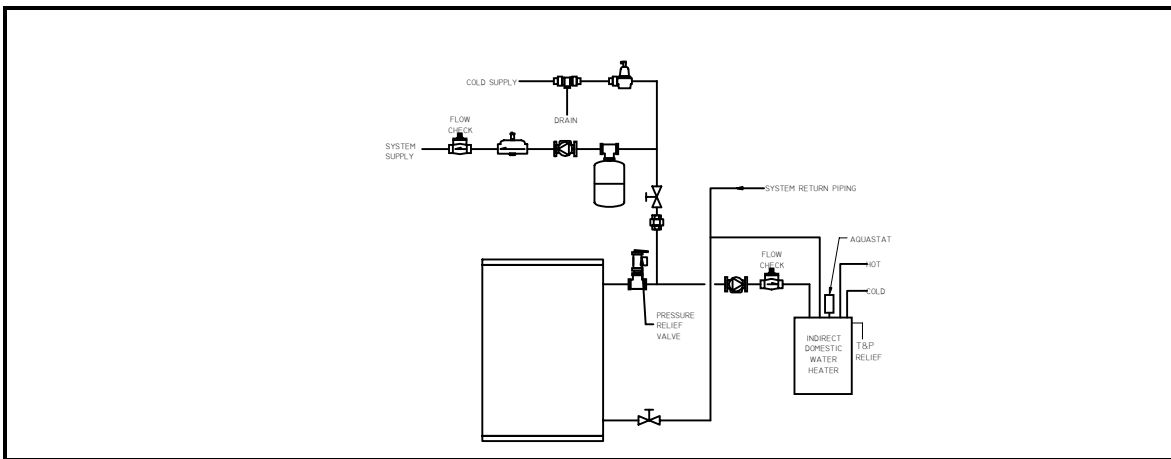 COLD SUPPLY
DRAIN
FLOW
CHECK
SYSTEM
SUPPLY
SYSTEM RETURN PIPING
AQUASTAT
FLOW
CHECK
HOT
COLD
PRESSURE
RELIEF
VALVE
INDIRECT
DOMESTIC
WATER
HEATER
T&P
RELIEF